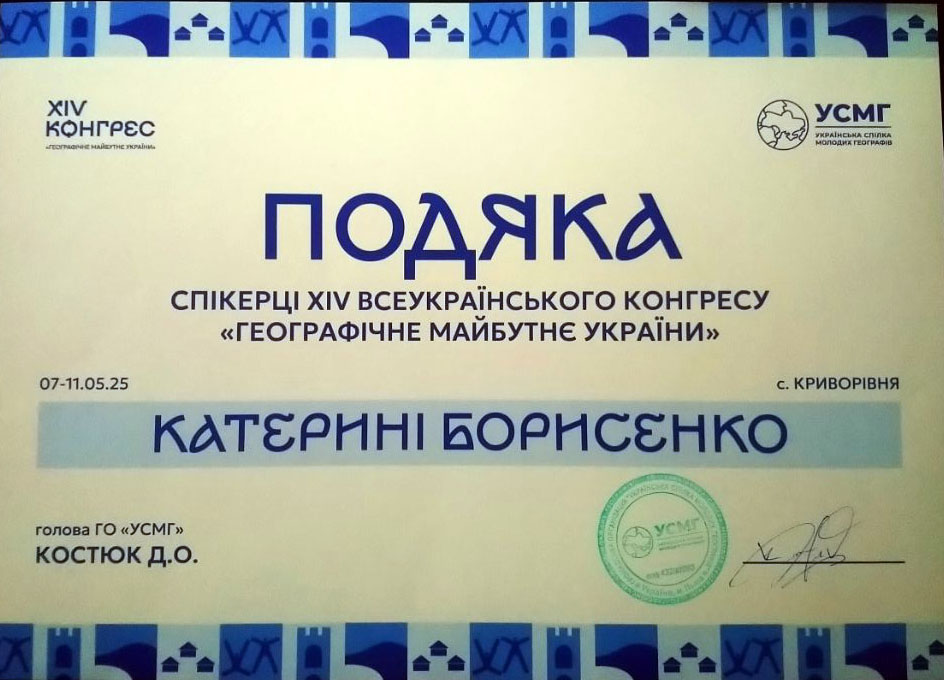 XIV
КОНГРЕС
«ГЕОГРАФІЧНЕ МАЙБУТНЄ УКРАЇНИ»
УСМГ
УКРАЇНСЬКА СПІЛКА
МОЛОДИХ ГЕОГРАФІВ
ПОДЯКА
СПІКЕРЦІ XIV ВСЕУКРАЇНСЬКОГО КОНГРЕСУ
«ГЕОГРАФІЧНЕ МАЙБУТНЄ УКРАЇНИ»
07-11.05.25
с. КРИВОРІВНЯ
КАТЕРИНІ БОРИСЕНКО
голова ГО «УСМГ»
КОСТЮК Д.О.
УСМГ